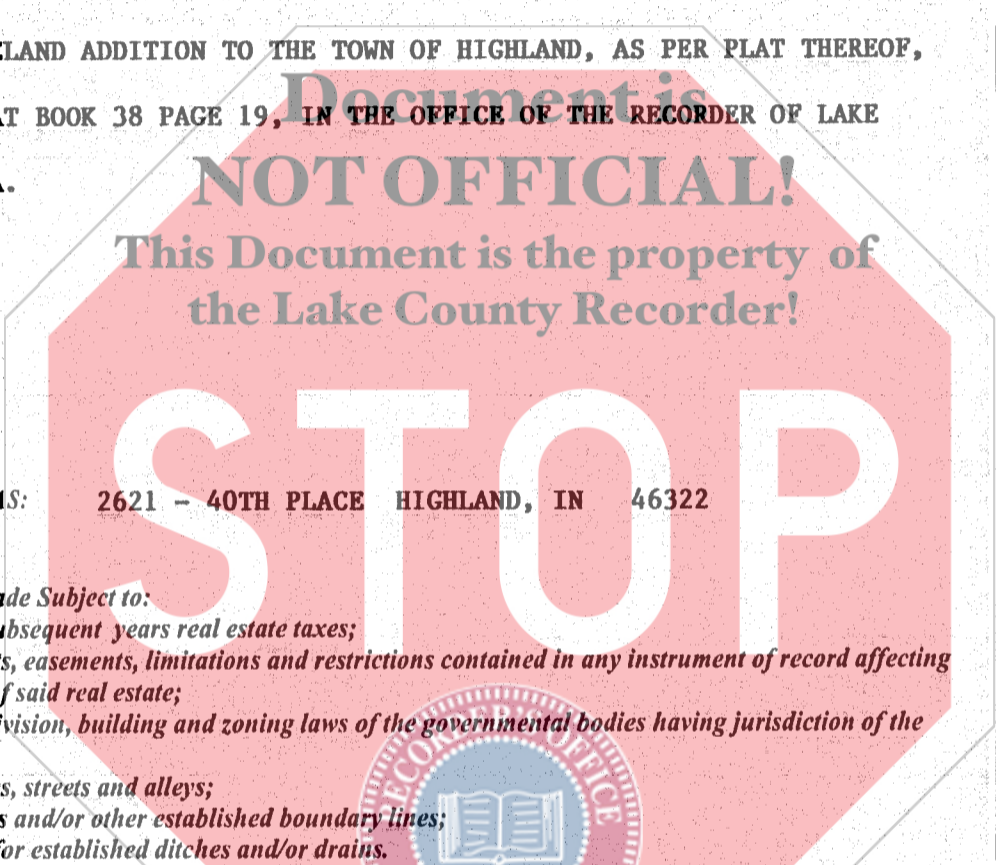 LAND ADDITION TO THE TOWN OF HIGHLAND, AS PER PLAT THEREOF,
Document is
T BOOK 38 PAGE 19, IN THE OFFICE OF THE RECORDER OF LAKE
NOT OFFICIAL!
This Document is the property of
the Lake County Recorder!
STOP
S: 2621 - 40TH PLACE HIGHLAND, IN 46322
de Subject to:
bsequent years real estate taxes;
s, easements, limitations and restrictions contained in any instrument of record affecting
f said real estate;
vision, building and zoning laws of the governmental bodies having jurisdiction of the
RECORDER'S OFFICE
s, streets and alleys;
s and/or other established boundary lines;
for established ditches and/or drains.